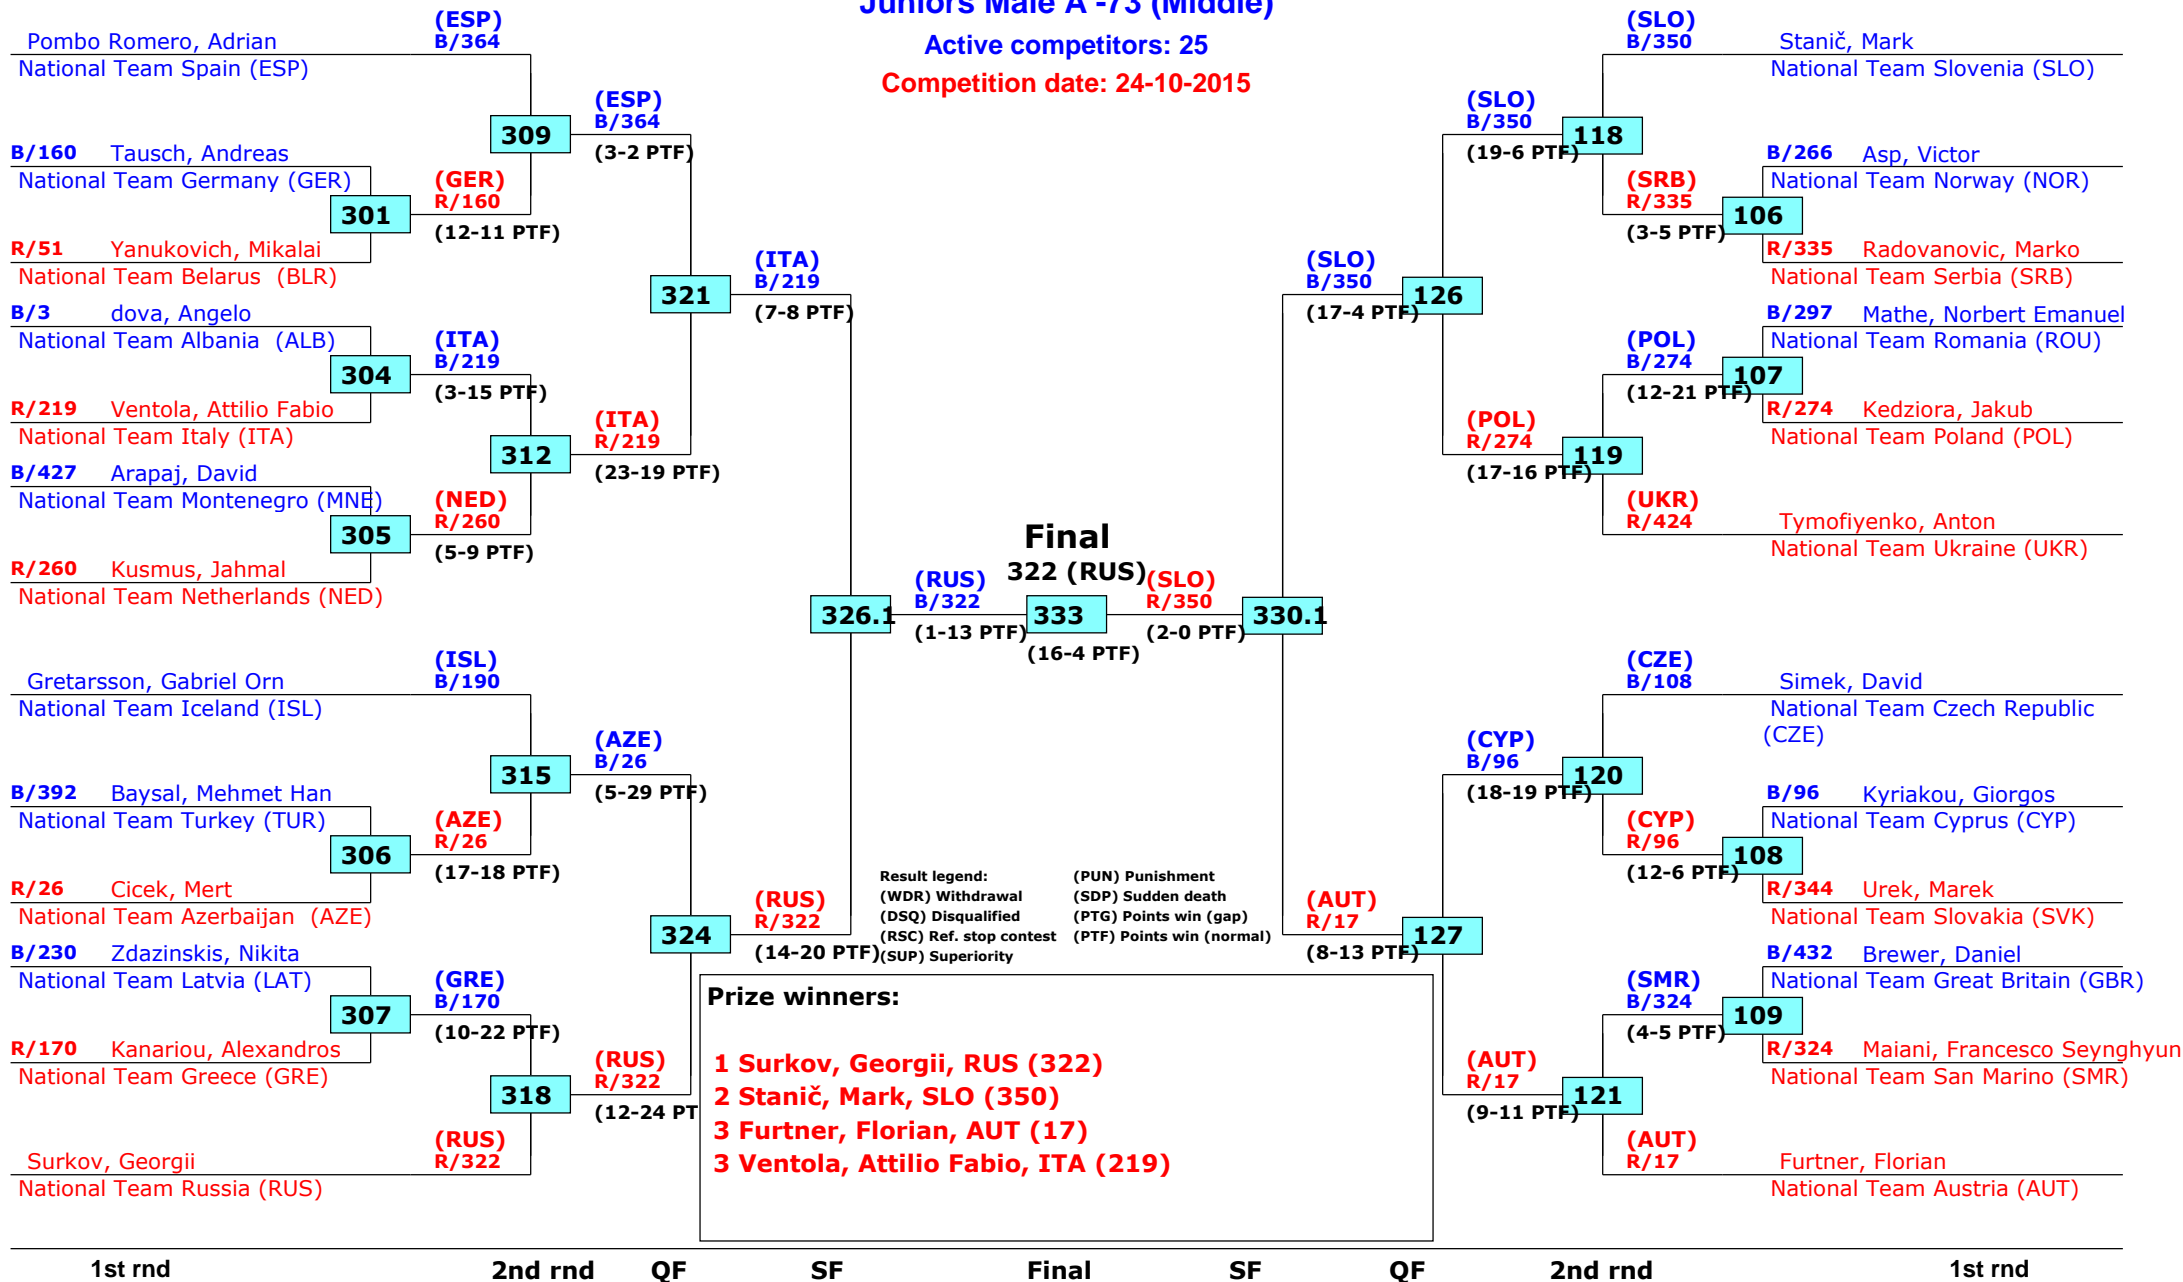 Juniors Male A -73 (Middle)
Active competitors: 25
Competition date: 24-10-2015
Pombo Romero, Adrian
National Team Spain (ESP)
(ESP)
B/364
B/160 Tausch, Andreas
National Team Germany (GER)
301
R/51 Yanukovich, Mikalai
National Team Belarus (BLR)
(GER)
R/160
(12-11 PTF)
309
(ESP)
B/364
(3-2 PTF)
B/3 dova, Angelo
National Team Albania (ALB)
304
R/219 Ventola, Attilio Fabio
National Team Italy (ITA)
(ITA)
B/219
(3-15 PTF)
312
B/427 Arapaj, David
National Team Montenegro (MNE)
305
R/260 Kusmus, Jahmal
National Team Netherlands (NED)
(NED)
R/260
(5-9 PTF)
(ITA)
R/219
(23-19 PTF)
321
(ITA)
B/219
(7-8 PTF)
Gretarsson, Gabriel Orn
National Team Iceland (ISL)
(ISL)
B/190
315
B/392 Baysal, Mehmet Han
National Team Turkey (TUR)
306
R/26 Cicek, Mert
National Team Azerbaijan (AZE)
(AZE)
R/26
(17-18 PTF)
(AZE)
B/26
(5-29 PTF)
B/230 Zdazinskis, Nikita
National Team Latvia (LAT)
307
R/170 Kanariou, Alexandros
National Team Greece (GRE)
(GRE)
B/170
(10-22 PTF)
318
Surkov, Georgii
National Team Russia (RUS)
(RUS)
R/322
(RUS)
R/322
(12-24 PT
324
(RUS)
R/322
(14-20 PTF)
326.1
(RUS)
B/322
(1-13 PTF)
Final
322 (RUS)
333
(16-4 PTF)
(SLO)
R/350
(2-0 PTF)
330.1
(SLO)
B/350
(17-4 PTF)
126
(SLO)
B/350
(19-6 PTF)
118
(SLO)
B/350
Stanič, Mark
National Team Slovenia (SLO)
(SRB)
R/335
(3-5 PTF)
106
B/266 Asp, Victor
National Team Norway (NOR)
R/335 Radovanovic, Marko
National Team Serbia (SRB)
(POL)
R/274
(17-16 PTF)
119
(POL)
B/274
(12-21 PTF)
107
B/297 Mathe, Norbert Emanuel
National Team Romania (ROU)
R/274 Kedziora, Jakub
National Team Poland (POL)
(UKR)
R/424
Tymofiyenko, Anton
National Team Ukraine (UKR)
(AUT)
R/17
(8-13 PTF)
127
(CYP)
B/96
(18-19 PTF)
120
(CZE)
B/108
Simek, David
National Team Czech Republic
(CZE)
(CYP)
R/96
(12-6 PTF)
108
B/96 Kyriakou, Giorgos
National Team Cyprus (CYP)
R/344 Urek, Marek
National Team Slovakia (SVK)
(AUT)
R/17
(9-11 PTF)
121
(SMR)
B/324
(4-5 PTF)
109
B/432 Brewer, Daniel
National Team Great Britain (GBR)
R/324 Maiani, Francesco Seynghyun
National Team San Marino (SMR)
(AUT)
R/17
Furtner, Florian
National Team Austria (AUT)
Result legend: (PUN) Punishment
(WDR) Withdrawal (SDP) Sudden death
(DSQ) Disqualified (PTG) Points win (gap)
(RSC) Ref. stop contest (PTF) Points win (normal)
(SUP) Superiority
Prize winners:
1 Surkov, Georgii, RUS (322)
2 Stanič, Mark, SLO (350)
3 Furtner, Florian, AUT (17)
3 Ventola, Attilio Fabio, ITA (219)
1st rnd 2nd rnd QF SF Final SF QF 2nd rnd 1st rnd